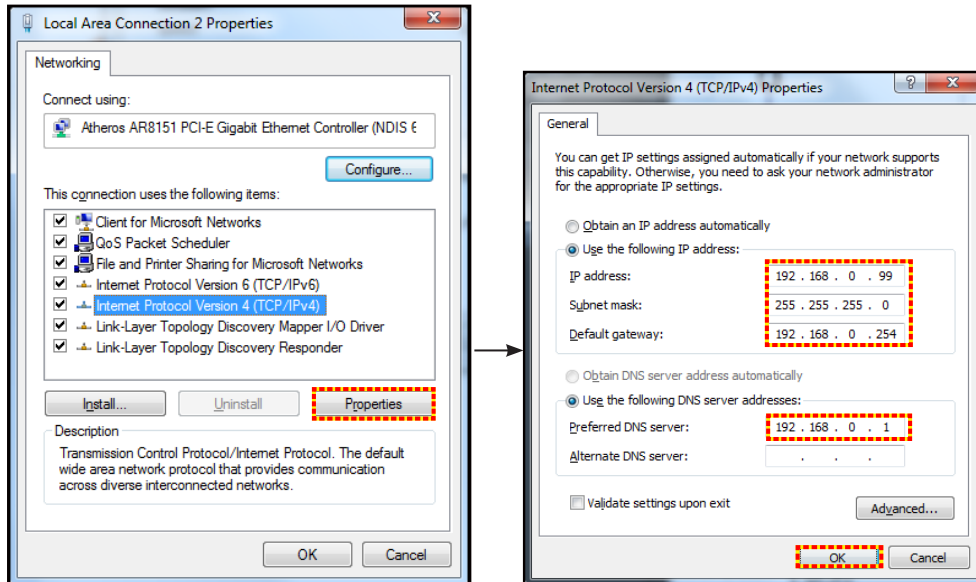 Local Area Connection 2 Properties
Networking
Connect using:
Atheros AR8151 PCI-E Gigabit Ethernet Controller (NDIS 6
Configure...
This connection uses the following items:
Client for Microsoft Networks
QoS Packet Scheduler
File and Printer Sharing for Microsoft Networks
Internet Protocol Version 6 (TCP/IPv6)
Internet Protocol Version 4 (TCP/IPv4)
Link-Layer Topology Discovery Mapper I/O Driver
Link-Layer Topology Discovery Responder
Install...
Uninstall
Properties
Description
Transmission Control Protocol/Internet Protocol. The default
wide area network protocol that provides communication
across diverse interconnected networks.
OK
Cancel
Internet Protocol Version 4 (TCP/IPv4) Properties
General
You can get IP settings assigned automatically if your network supports
this capability. Otherwise, you need to ask your network administrator
for the appropriate IP settings.
Obtain an IP address automatically
Use the following IP address:
IP address: 192 . 168 . 0 . 99
Subnet mask: 255 . 255 . 255 . 0
Default gateway: 192 . 168 . 0 . 254
Obtain DNS server address automatically
Use the following DNS server addresses:
Preferred DNS server: 192 . 168 . 0 . 1
Alternate DNS server: . . .
Validate settings upon exit
Advanced...
OK
Cancel